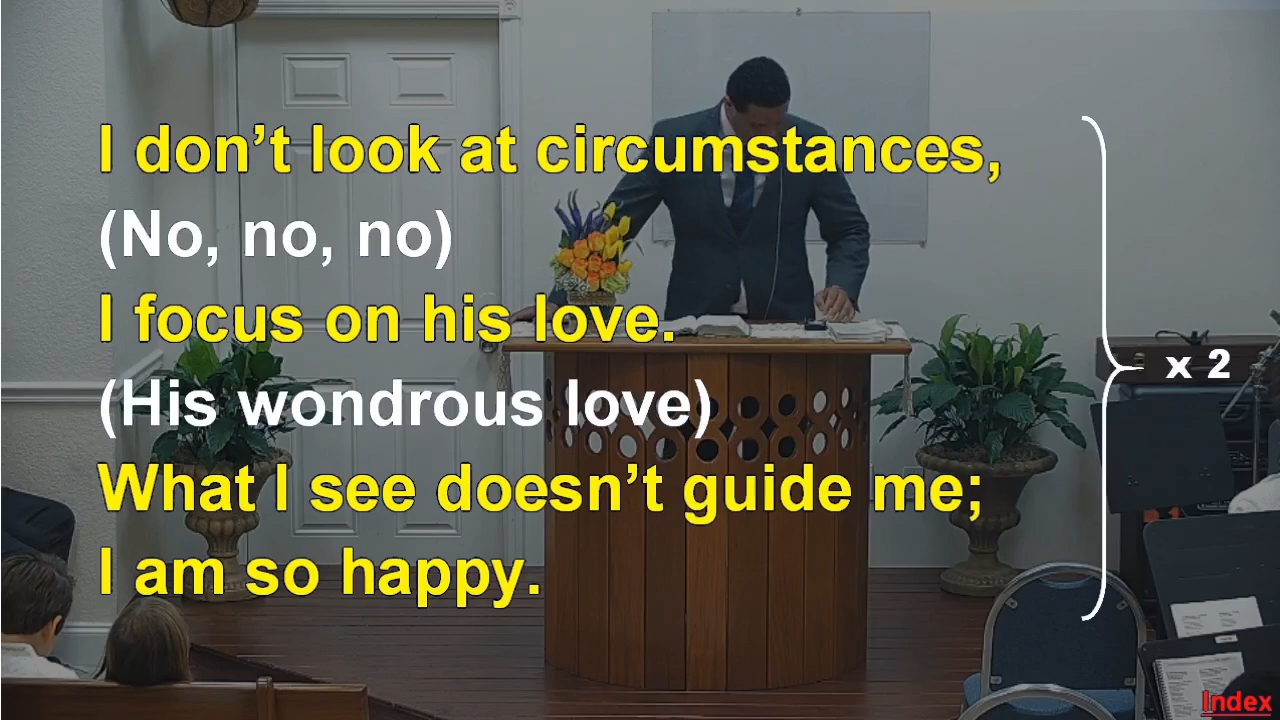 I don’t look at circumstances,
(No, no, no)
I focus on his love.
(His wondrous love)
What I see doesn’t guide me;
I am so happy.
x 2
Index